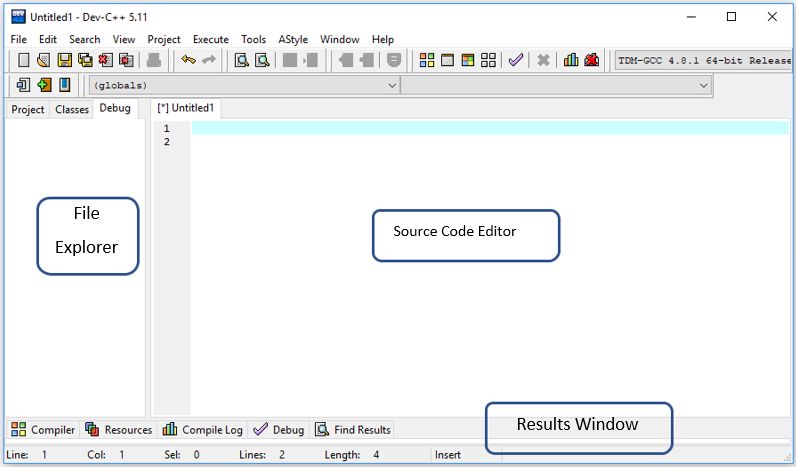 Untitled1 - Dev-C++ 5.11
File Edit Search View Project Execute Tools AStyle Window Help
TDM-GCC 4.8.1 64-bit Release
(globals)
Project Classes Debug [*] Untitled1
1
2
File
Explorer
Source Code Editor
Results Window
Compiler Resources Compile Log Debug Find Results
Line: 1 Col: 1 Sel: 0 Lines: 2 Length: 4 Insert